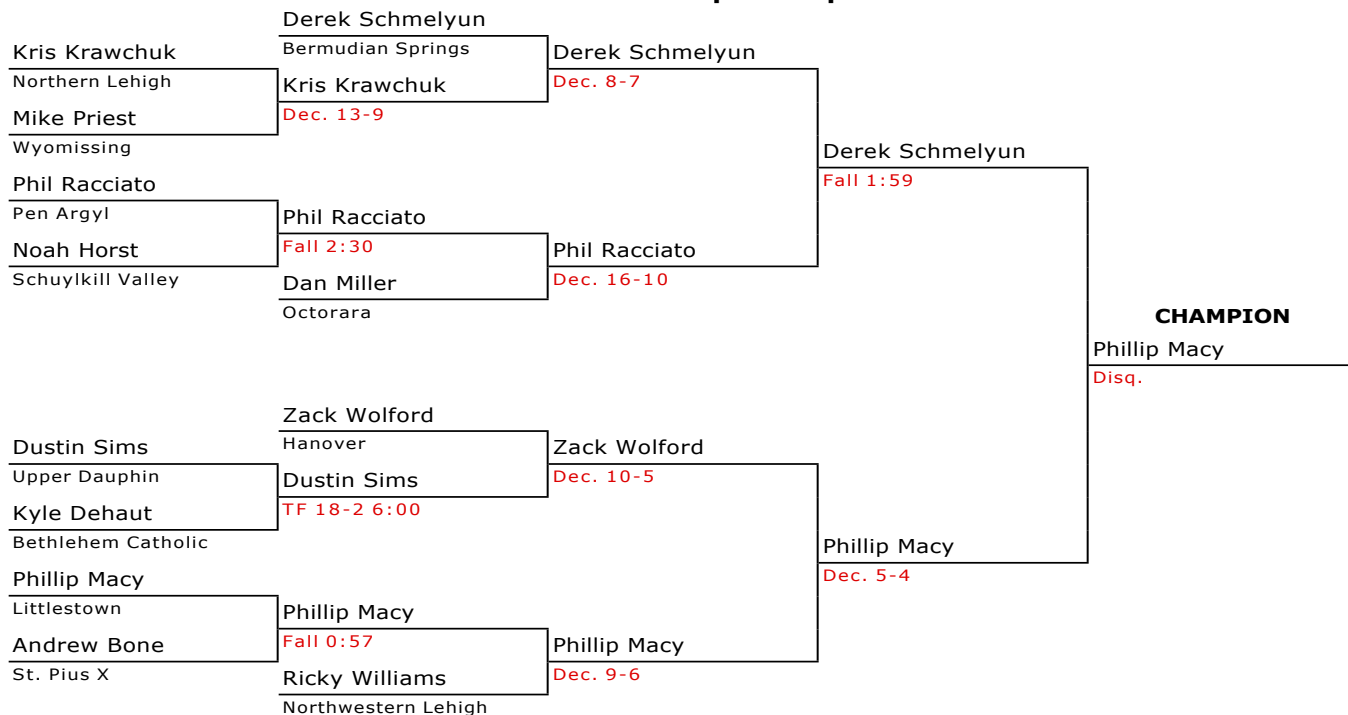 Derek Schmelyun
Kris Krawchuk
Bermudian Springs
Derek Schmelyun
Northern Lehigh
Kris Krawchuk
Dec. 8-7
Mike Priest
Dec. 13-9
Wyomissing
Derek Schmelyun
Phil Racciato
Fall 1:59
Pen Argyl
Phil Racciato
Noah Horst
Fall 2:30
Phil Racciato
Schuylkill Valley
Dan Miller
Dec. 16-10
Octorara
CHAMPION
Phillip Macy
Disq.
Zack Wolford
Dustin Sims
Hanover
Zack Wolford
Upper Dauphin
Dustin Sims
Dec. 10-5
Kyle Dehaut
TF 18-2 6:00
Bethlehem Catholic
Phillip Macy
Phillip Macy
Dec. 5-4
Littlestown
Phillip Macy
Andrew Bone
Fall 0:57
Phillip Macy
St. Pius X
Ricky Williams
Dec. 9-6
Northwestern Lehigh